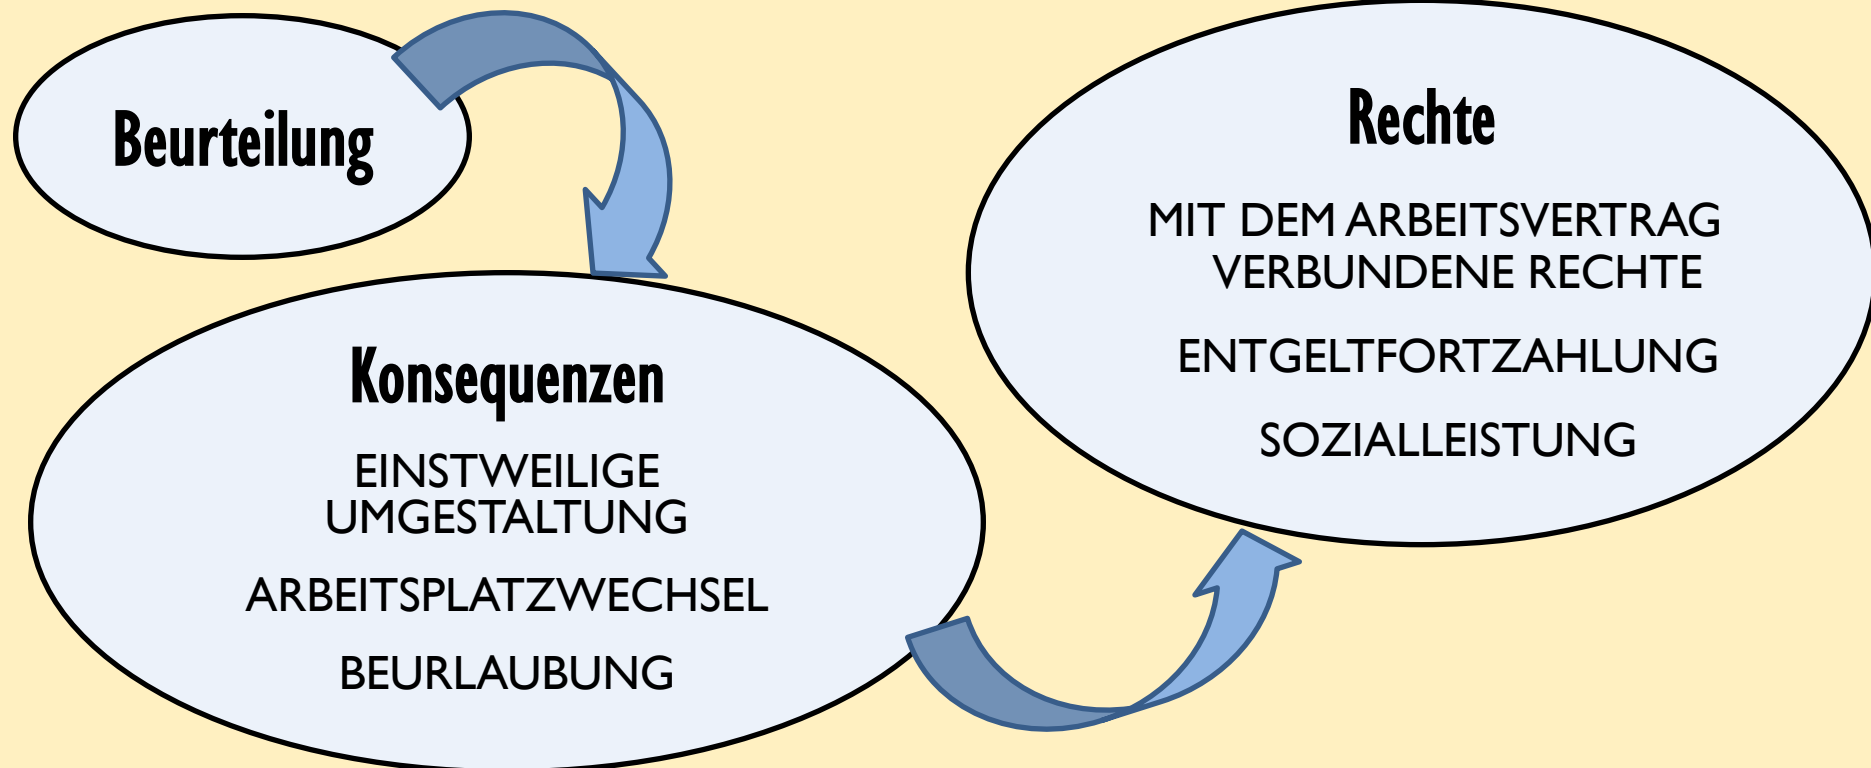 Beurteilung
Konsequenzen
EINSTWEILIGE
UMGESTALTUNG
ARBEITSPLATZWECHSEL
BEURLAUBUNG
Rechte
MIT DEM ARBEITSVERTRAG
VERBUNDENE RECHTE
ENTGELTFORTZAHLUNG
SOZIALLEISTUNG